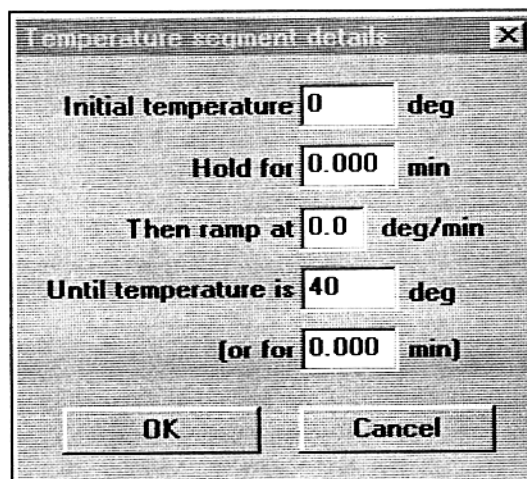 Temperature segment details
Initial temperature 0 deg
Hold for 0.000 min
Then ramp at 0.0 deg/min
Until temperature is 40 deg
(or for 0.000 min)
OK Cancel